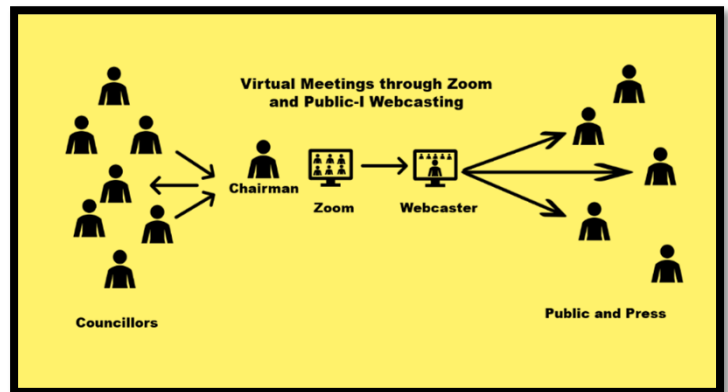 Virtual Meetings through Zoom
and Public-I Webcasting
Chairman
Zoom
Webcaster
Councillors
Public and Press